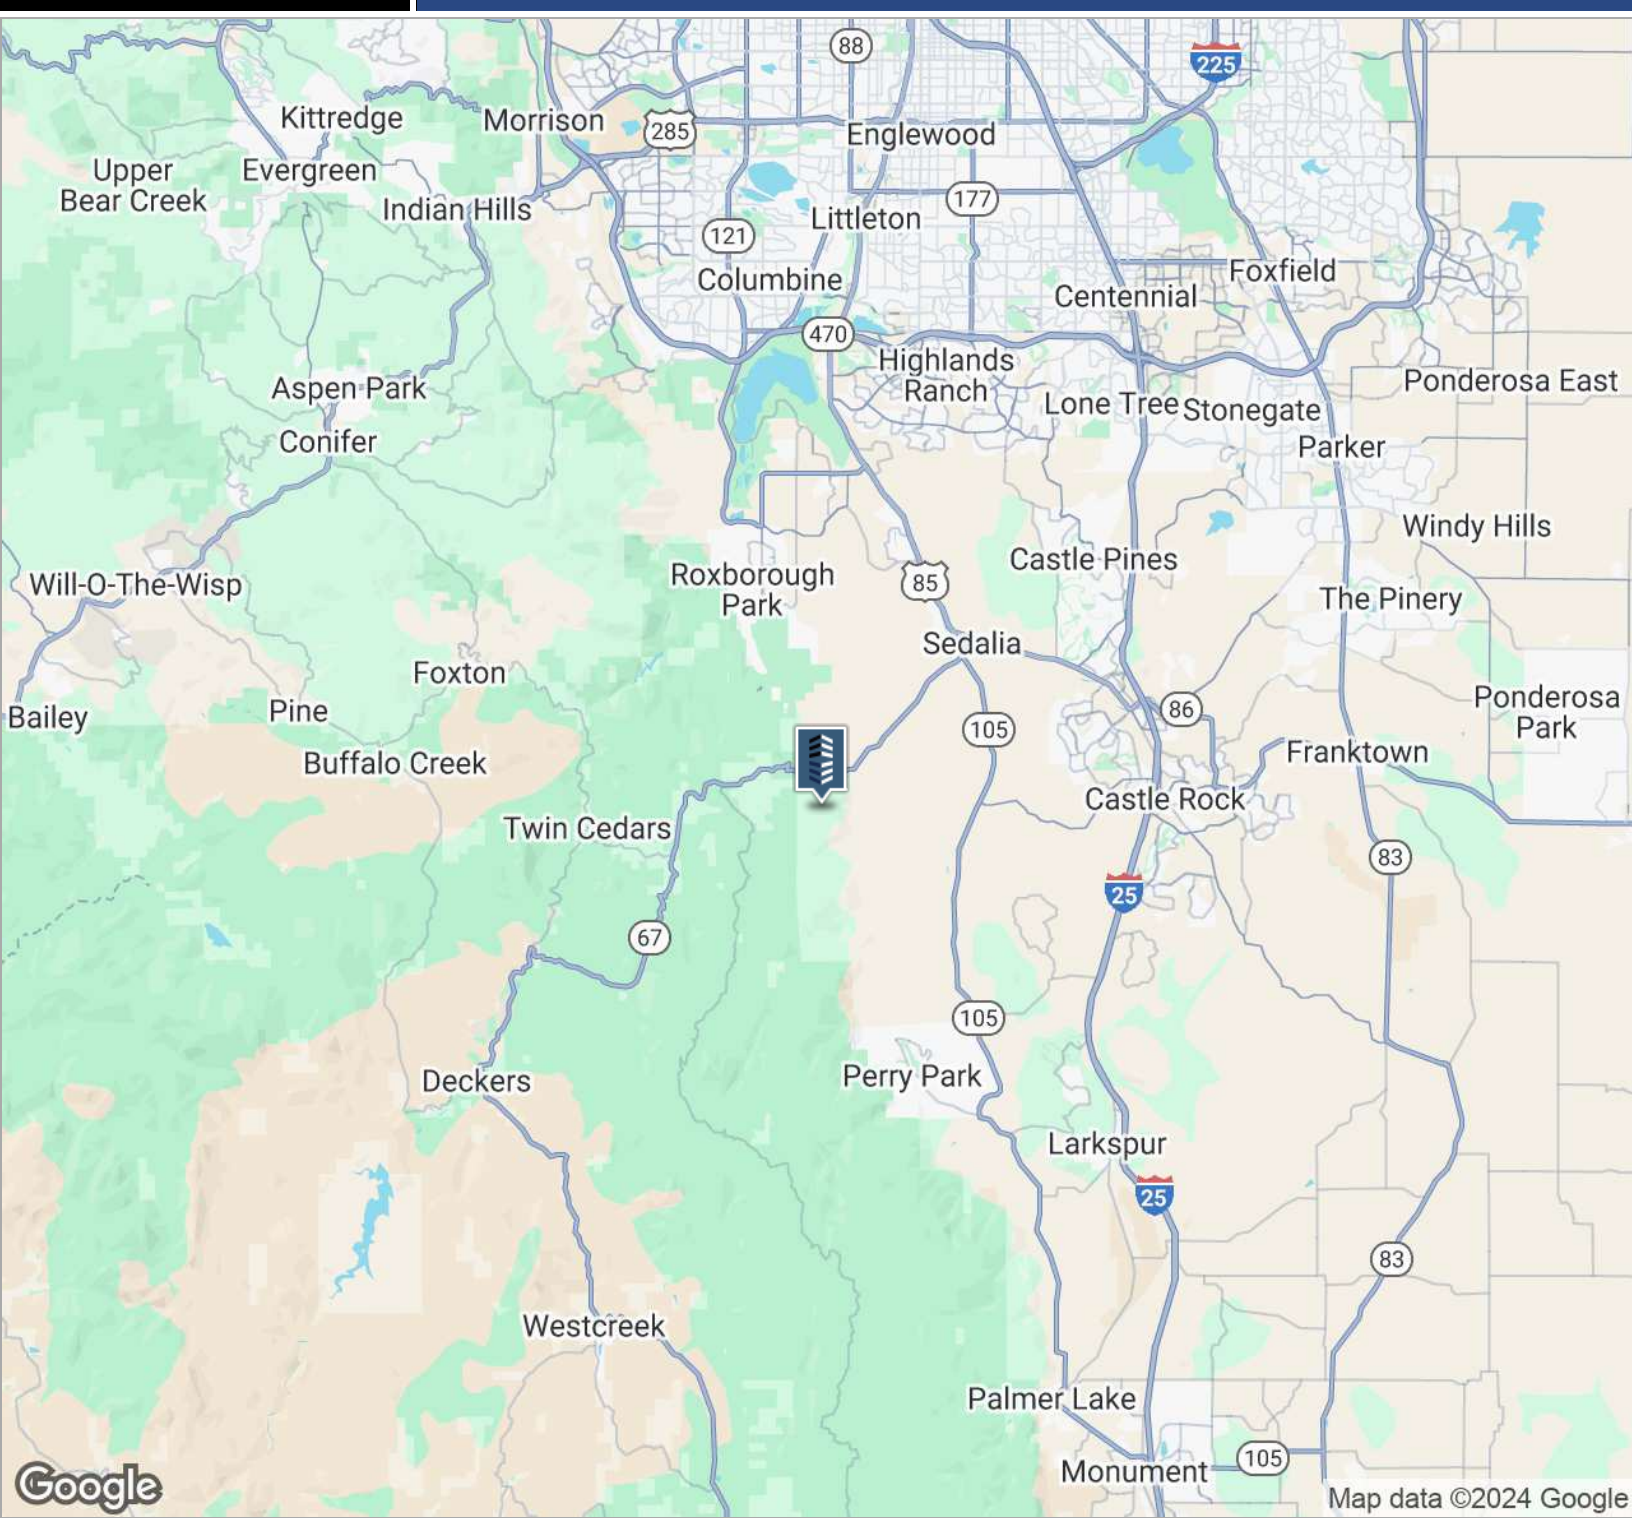 88
225
Kittredge
Morrison
285
Englewood
Upper
Bear Creek
Evergreen
Indian Hills
177
Littleton
121
Columbine
Foxfield
Centennial
470
Highlands
Ranch
Aspen Park
Ponderosa East
Lone Tree
Stonegate
Conifer
Parker
Windy Hills
Castle Pines
Roxborough
Park
85
Will-O-The-Wisp
The Pinery
Sedalia
Foxton
Ponderosa
Park
Bailey
Pine
86
105
Buffalo Creek
Franktown
Castle Rock
Twin Cedars
83
25
67
105
Perry Park
Deckers
Larkspur
25
83
Westcreek
Palmer Lake
105
Monument
Google
Map data ©2024 Google